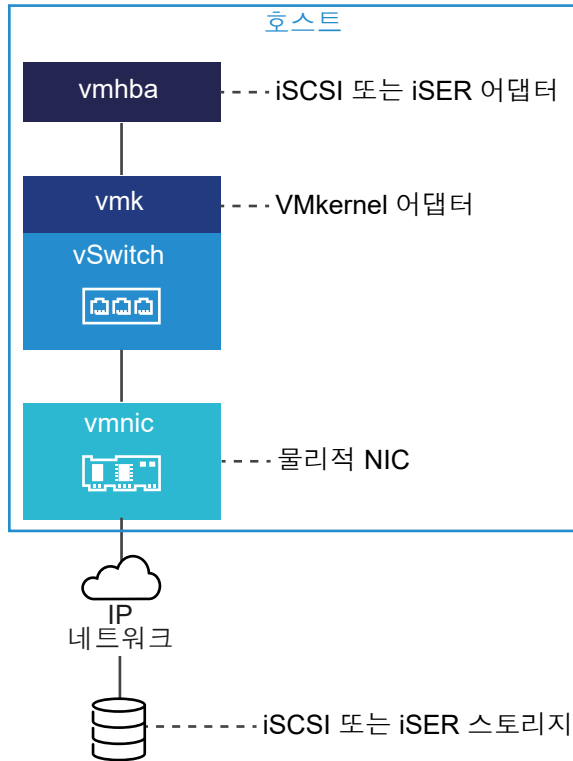 호스트
vmhba
iSCSI 또는 iSER 어댑터
vmk
VMkernel 어댑터
vSwitch
vmnic
물리적 NIC
IP
네트워크
iSCSI 또는 iSER 스토리지